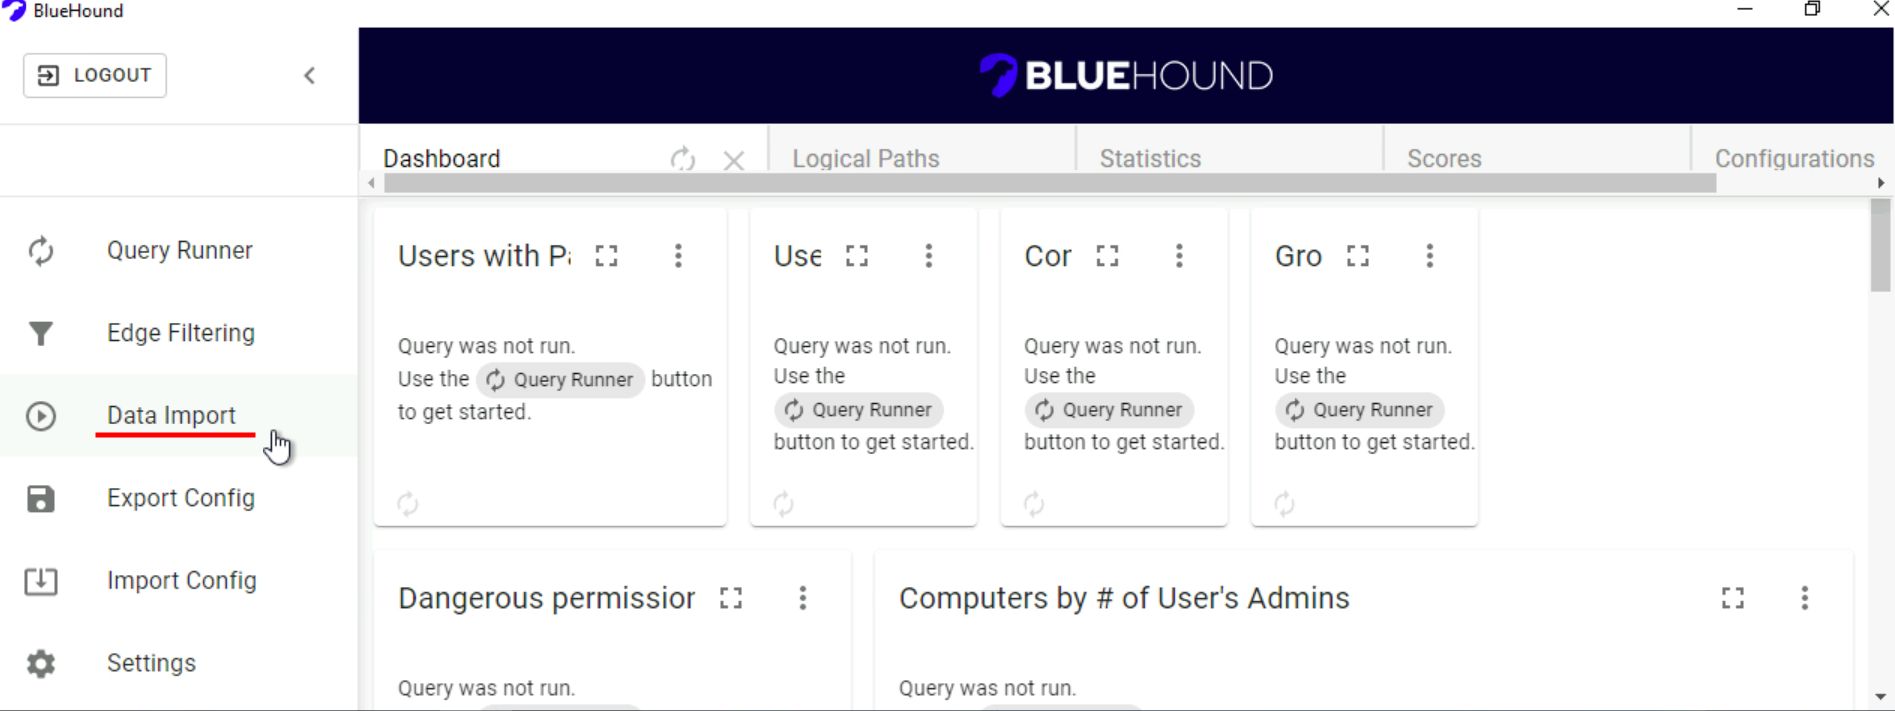 BlueHound
LOGOUT
BLUEHOUND
Dashboard
Logical Paths
Statistics
Scores
Configurations
Query Runner
Edge Filtering
Data Import
Export Config
Import Config
Settings
Users with
Query was not run.
Use the Query Runner button
to get started.
Use
Query was not run.
Use the
Query Runner
button to get started.
Cor
Query was not run.
Use the
Query Runner
button to get started.
Gro
Query was not run.
Use the
Query Runner
button to get started.
Dangerous permissior
Query was not run.
Computers by # of User's Admins
Query was not run.